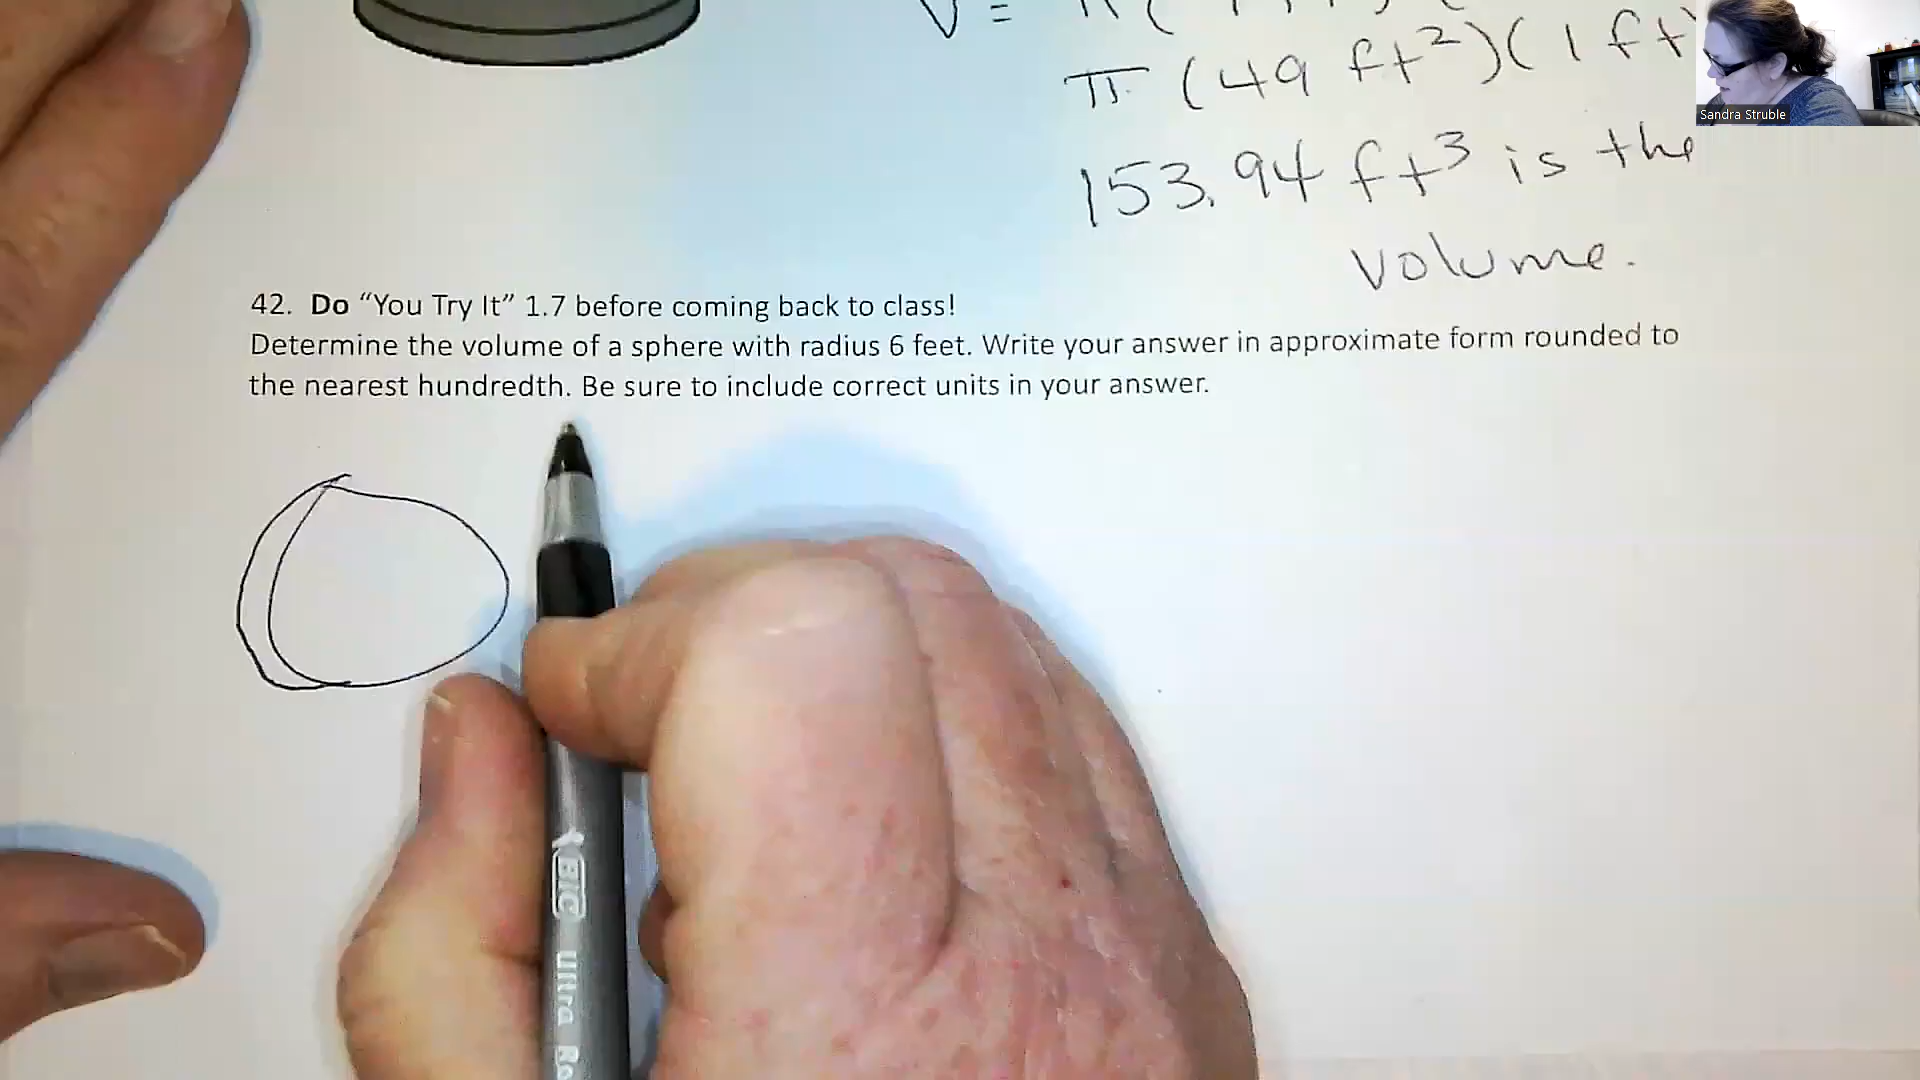 V =
π (49 ft²)(1 ft)
153.94 ft³ is the
volume.
Sandra Struble
42. Do “You Try It” 1.7 before coming back to class!
Determine the volume of a sphere with radius 6 feet. Write your answer in approximate form rounded to
the nearest hundredth. Be sure to include correct units in your answer.
BIC Ultra